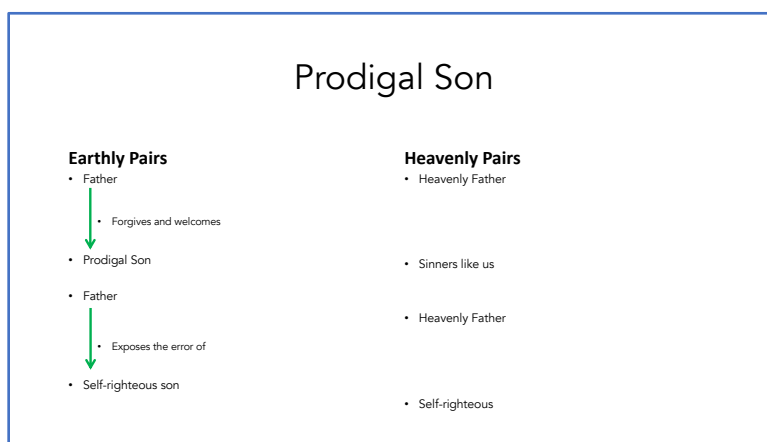 Prodigal Son
Earthly Pairs
• Father
• Forgives and welcomes
• Prodigal Son
• Father
• Exposes the error of
• Self-righteous son
Heavenly Pairs
• Heavenly Father
• Sinners like us
• Heavenly Father
• Self-righteous